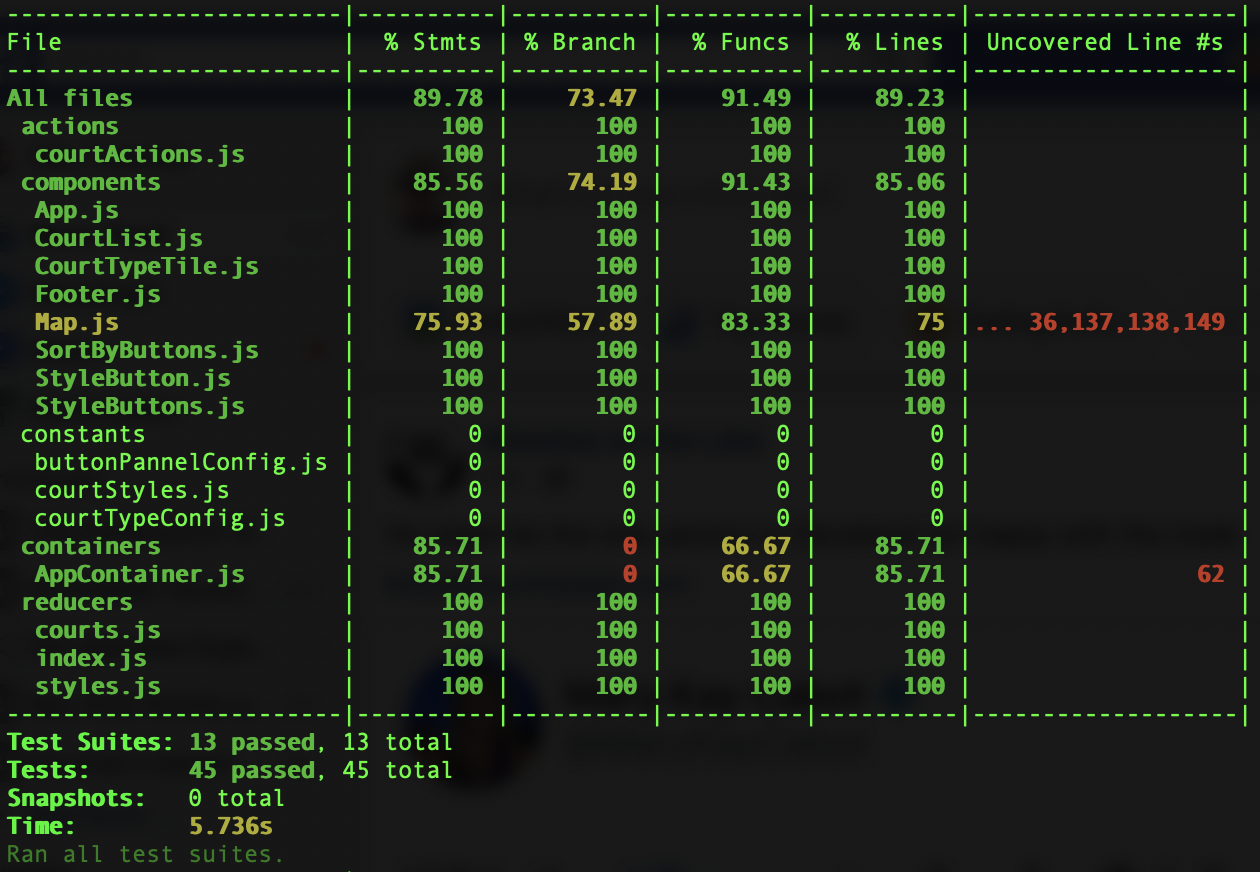 File | % Stmts | % Branch | % Funcs | % Lines | Uncovered Line #s |
All files | 89.78 | 73.47 | 91.49 | 89.23 | |
actions | 100 | 100 | 100 | 100 | |
courtActions.js | 100 | 100 | 100 | 100 | |
components | 85.56 | 74.19 | 91.43 | 85.06 | |
App.js | 100 | 100 | 100 | 100 | |
CourtList.js | 100 | 100 | 100 | 100 | |
CourtTypeTile.js | 100 | 100 | 100 | 100 | |
Footer.js | 100 | 100 | 100 | 100 | |
Map.js | 75.93 | 57.89 | 83.33 | 75 | ... 36,137,138,149 |
SortByButtons.js | 100 | 100 | 100 | 100 | |
StyleButton.js | 100 | 100 | 100 | 100 | |
StyleButtons.js | 100 | 100 | 100 | 100 | |
constants | 0 | 0 | 0 | 0 | |
buttonPannelConfig.js | 0 | 0 | 0 | 0 | |
courtStyles.js | 0 | 0 | 0 | 0 | |
courtTypeConfig.js | 0 | 0 | 0 | 0 | |
containers | 85.71 | 0 | 66.67 | 85.71 | |
AppContainer.js | 85.71 | 0 | 66.67 | 85.71 | 62 |
reducers | 100 | 100 | 100 | 100 | |
courts.js | 100 | 100 | 100 | 100 | |
index.js | 100 | 100 | 100 | 100 | |
styles.js | 100 | 100 | 100 | 100 | |
Test Suites: 13 passed, 13 total
Tests: 45 passed, 45 total
Snapshots: 0 total
Time: 5.736s
Ran all test suites.